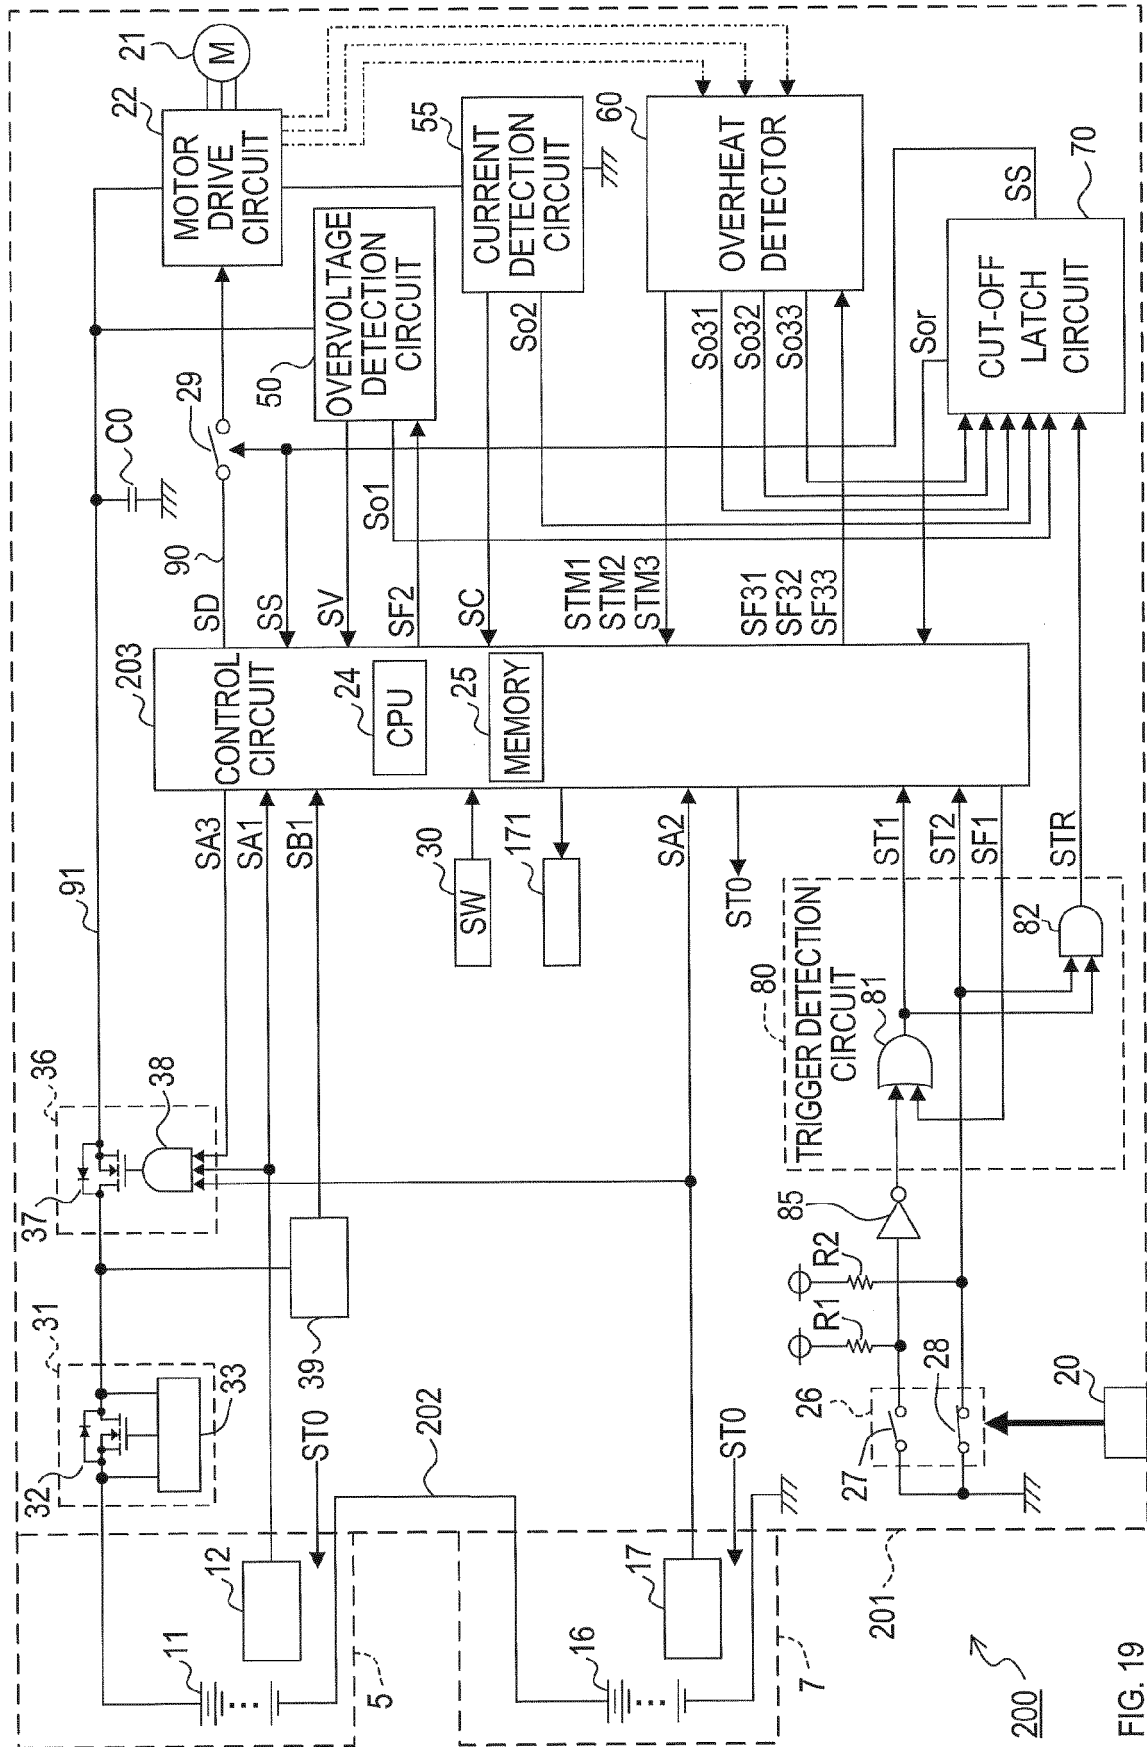 21
M
22
MOTOR
DRIVE
CIRCUIT
55
CURRENT
DETECTION
CIRCUIT
60
OVERHEAT
DETECTOR
70
CUT-OFF
LATCH
CIRCUIT
SS
Sor
50
OVERVOLTAGE
DETECTION
CIRCUIT
So2
So31
So32
So33
29
C0
So1
90
SD
SS
SV
SF2
SC
STM1
STM2
STM3
SF31
SF32
SF33
203
CONTROL
CIRCUIT
24
CPU
25
MEMORY
91
SA3
SA1
SB1
30
SW
171
SA2
ST0
ST1
ST2
SF1
STR
36
38
37
80
TRIGGER DETECTION
CIRCUIT
81
82
85
31
33
32
39
R2
R1
26
28
27
20
ST0
202
ST0
12
17
11
5
16
7
201
200
FIG. 19